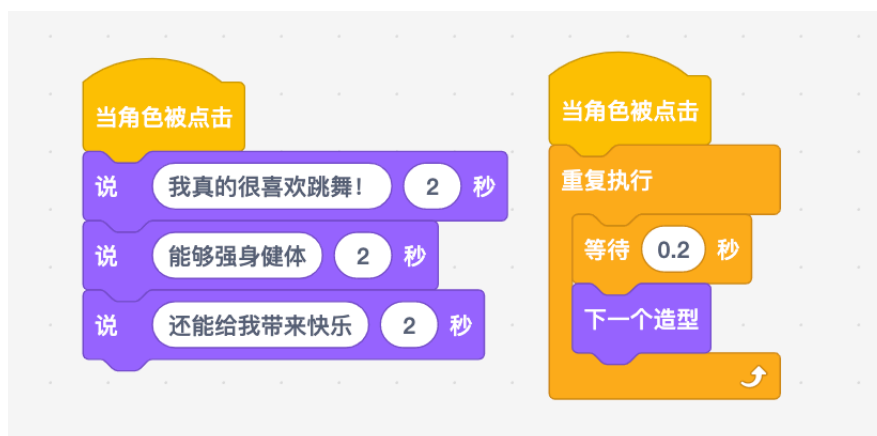 当角色被点击
说 我真的很喜欢跳舞! 2 秒
说 能够强身健体 2 秒
说 还能给我带来快乐 2 秒
当角色被点击
重复执行
等待 0.2 秒
下一个造型